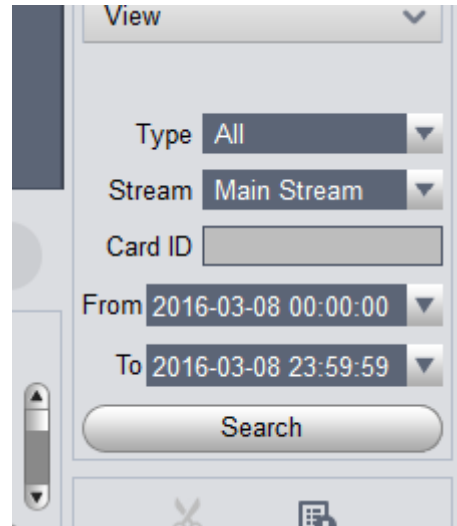 View
Type All
Stream Main Stream
Card ID
From 2016-03-08 00:00:00
To 2016-03-08 23:59:59
Search